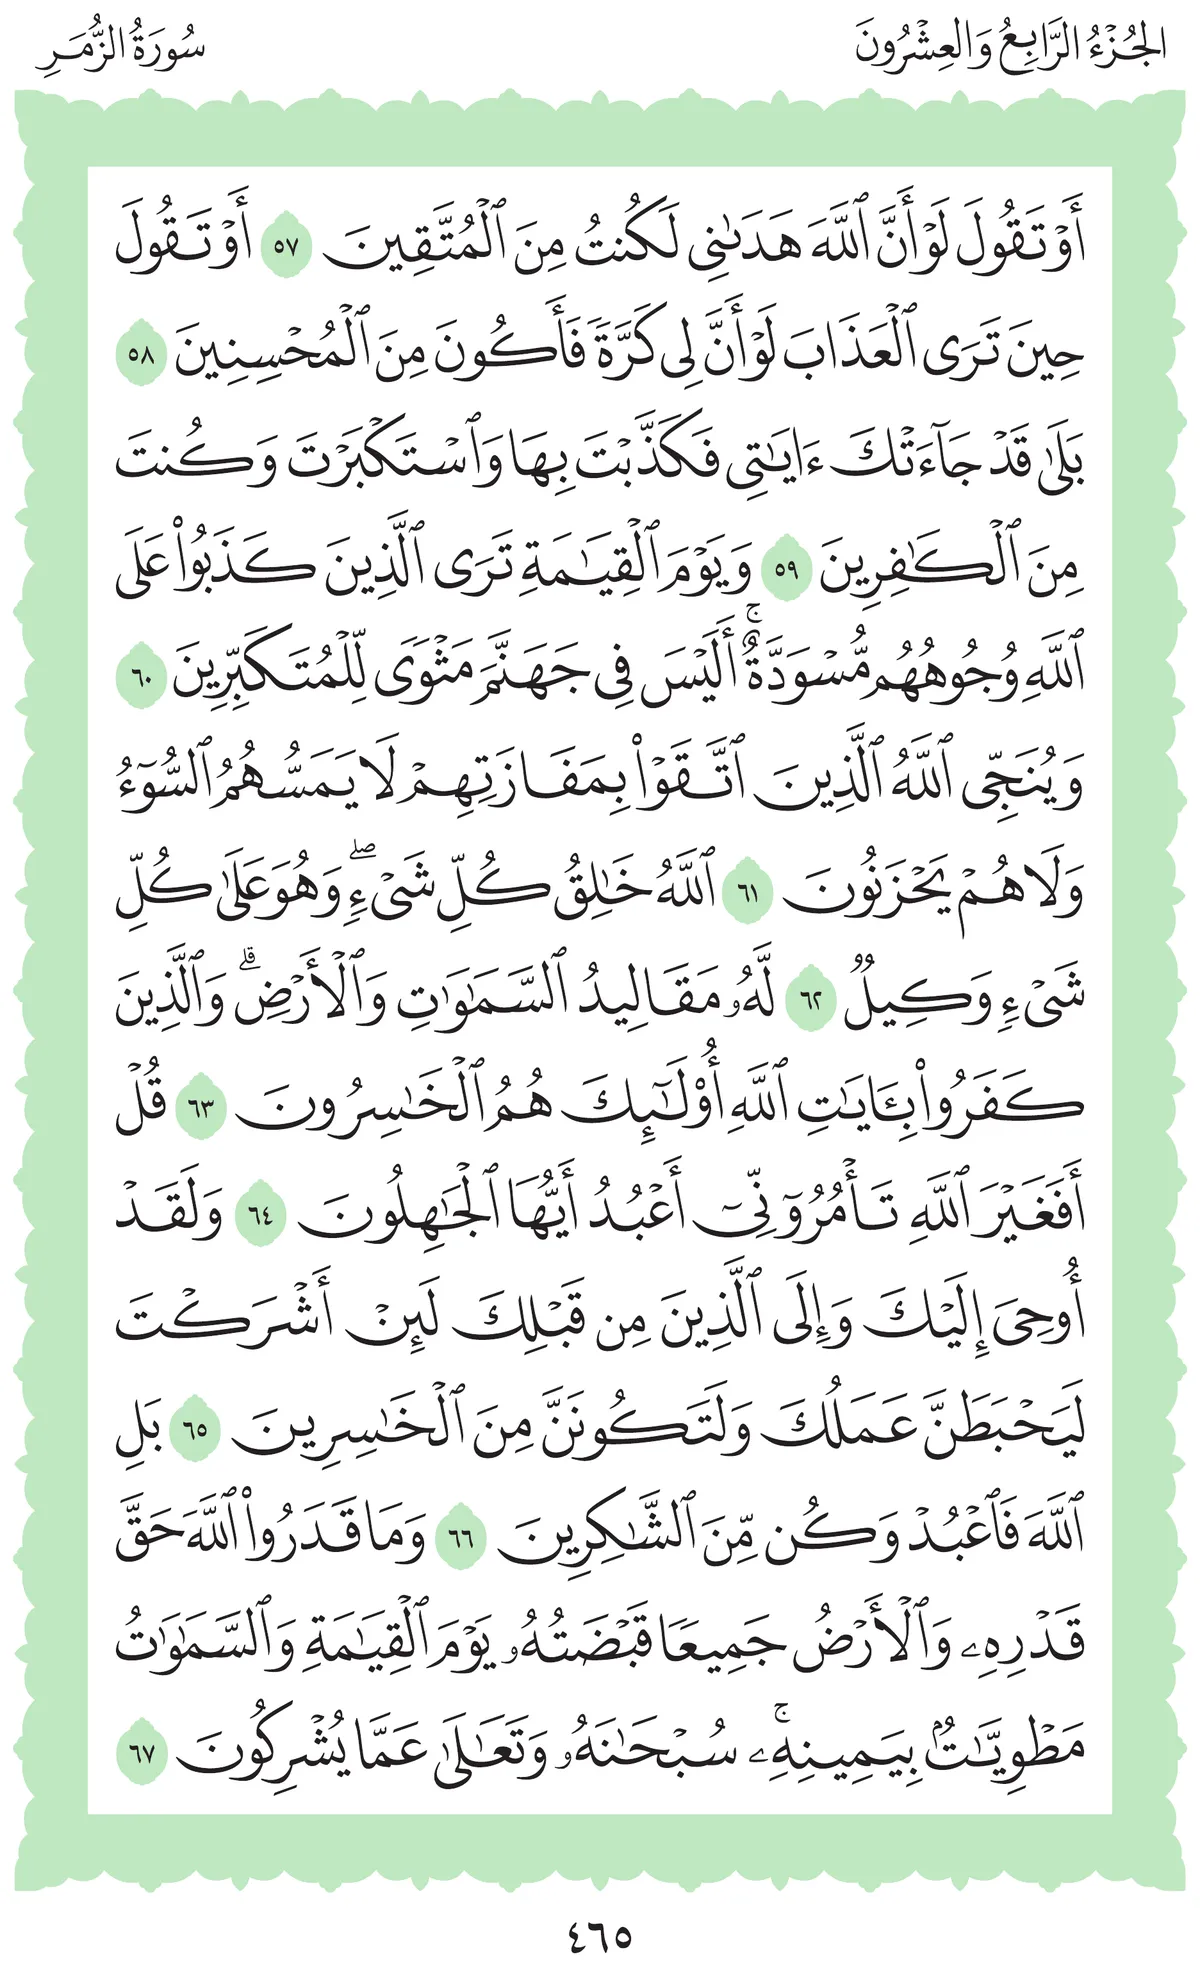 الجُزْءُ الرَّابِعُ وَالعِشْرُونَ
سُورَةُ الزُّمَرِ
أَوْ تَقُولَ لَوْ أَنَّ ٱللَّهَ هَدَىٰنِى لَكُنتُ مِنَ ٱلْمُتَّقِينَ ٥٧ أَوْ تَقُولَ
حِينَ تَرَى ٱلْعَذَابَ لَوْ أَنَّ لِى كَرَّةً فَأَكُونَ مِنَ ٱلْمُحْسِنِينَ ٥٨
بَلَىٰ قَدْ جَآءَتْكَ ءَايَٰتِى فَكَذَّبْتَ بِهَا وَٱسْتَكْبَرْتَ وَكُنتَ
مِنَ ٱلْكَٰفِرِينَ ٥٩ وَيَوْمَ ٱلْقِيَٰمَةِ تَرَى ٱلَّذِينَ كَذَبُوا۟ عَلَى
ٱللَّهِ وُجُوهُهُم مُّسْوَدَّةٌ ۚ أَلَيْسَ فِى جَهَنَّمَ مَثْوًى لِّلْمُتَكَبِّرِينَ ٦٠
وَيُنَجِّى ٱللَّهُ ٱلَّذِينَ ٱتَّقَوْا۟ بِمَفَازَتِهِمْ لَا يَمَسُّهُمُ ٱلسُّوٓءُ
وَلَا هُمْ يَحْزَنُونَ ٦١ ٱللَّهُ خَٰلِقُ كُلِّ شَىْءٍ ۖ وَهُوَ عَلَىٰ كُلِّ
شَىْءٍ وَكِيلٌ ٦٢ لَّهُۥ مَقَالِيدُ ٱلسَّمَٰوَٰتِ وَٱلْأَرْضِ ۗ وَٱلَّذِينَ
كَفَرُوا۟ بِـَٔايَٰتِ ٱللَّهِ أُو۟لَٰٓئِكَ هُمُ ٱلْخَٰسِرُونَ ٦٣ قُلْ
أَفَغَيْرَ ٱللَّهِ تَأْمُرُوٓنِّىٓ أَعْبُدُ أَيُّهَا ٱلْجَٰهِلُونَ ٦٤ وَلَقَدْ
أُوحِىَ إِلَيْكَ وَإِلَى ٱلَّذِينَ مِن قَبْلِكَ لَئِنْ أَشْرَكْتَ
لَيَحْبَطَنَّ عَمَلُكَ وَلَتَكُونَنَّ مِنَ ٱلْخَٰسِرِينَ ٦٥ بَلِ
ٱللَّهَ فَٱعْبُدْ وَكُن مِّنَ ٱلشَّٰكِرِينَ ٦٦ وَمَا قَدَرُوا۟ ٱللَّهَ حَقَّ
قَدْرِهِۦ وَٱلْأَرْضُ جَمِيعًا قَبْضَتُهُۥ يَوْمَ ٱلْقِيَٰمَةِ وَٱلسَّمَٰوَٰتُ
مَطْوِيَّٰتٌۢ بِيَمِينِهِۦ ۚ سُبْحَٰنَهُۥ وَتَعَٰلَىٰ عَمَّا يُشْرِكُونَ ٦٧
٤٦٥